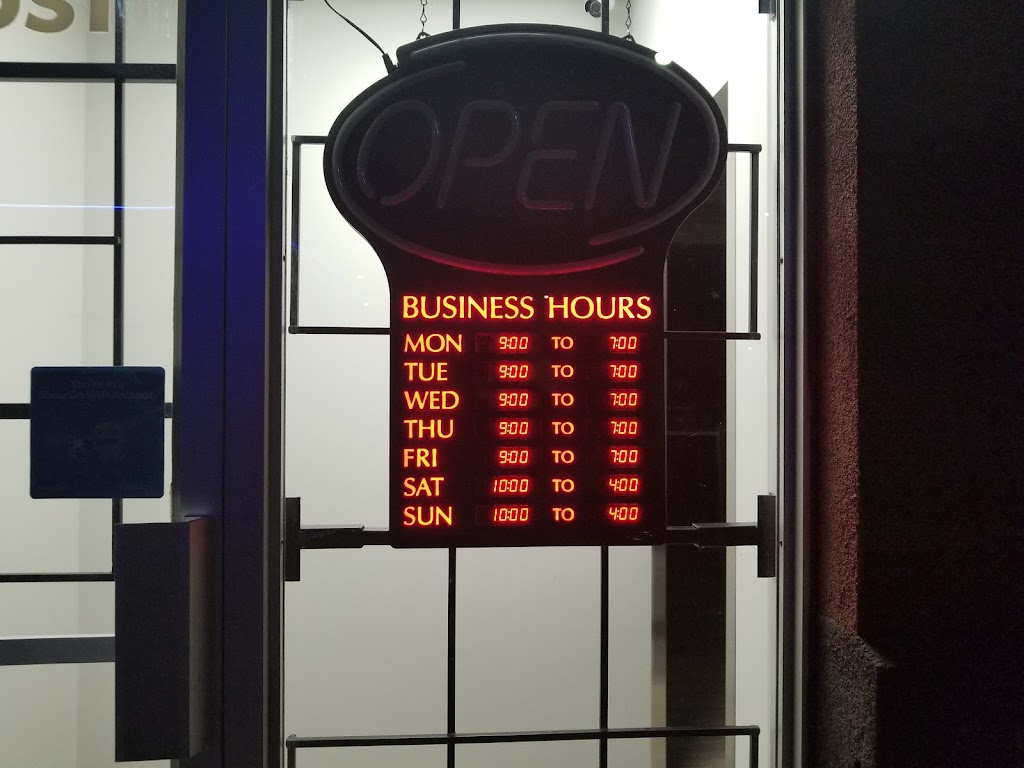 OPEN
BUSINESS HOURS
MON 9:00 TO 7:00
TUE 9:00 TO 7:00
WED 9:00 TO 7:00
THU 9:00 TO 7:00
FRI 9:00 TO 7:00
SAT 10:00 TO 4:00
SUN 10:00 TO 4:00